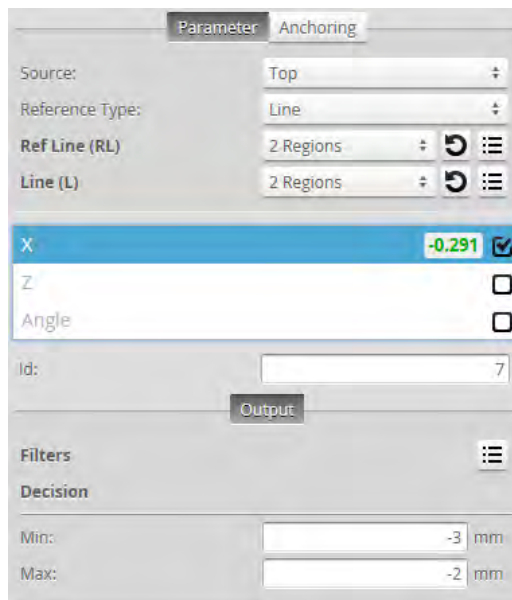 Parameter Anchoring
Source: Top
Reference Type: Line
Ref Line (RL) 2 Regions
Line (L) 2 Regions
X -0.291
Z
Angle
Id: 7
Output
Filters
Decision
Min: -3 mm
Max: -2 mm